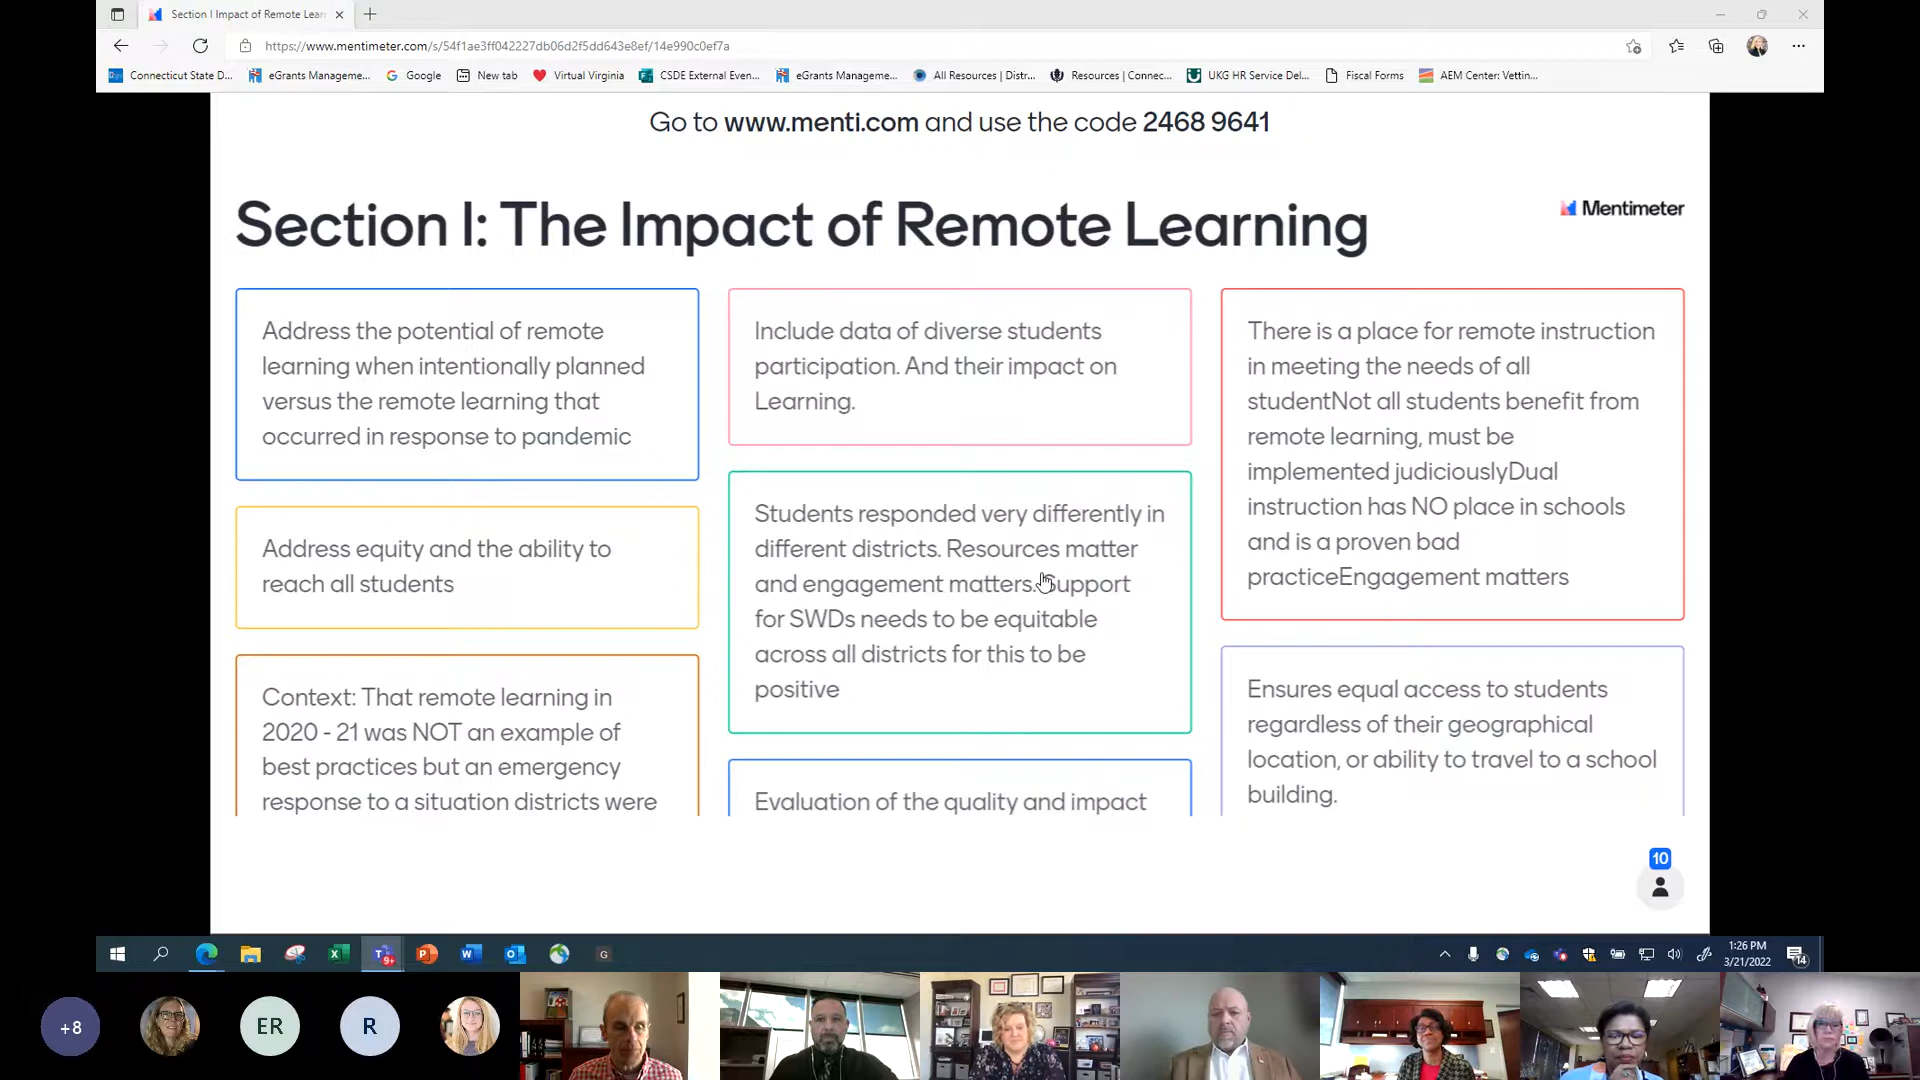 Section I Impact of Remote Lear
https://www.mentimeter.com/s/54f1ae3ff042227db06d2f5dd643e8ef/14e990c0ef7a
Connecticut State D... eGrants Manageme... Google New tab Virtual Virginia CSDE External Even... eGrants Manageme... All Resources | Distr... Resources | Connec... UKG HR Service Del... Fiscal Forms AEM Center: Vettin...
Go to www.menti.com and use the code 2468 9641
Section I: The Impact of Remote Learning
Mentimeter
Address the potential of remote
learning when intentionally planned
versus the remote learning that
occurred in response to pandemic
Address equity and the ability to
reach all students
Context: That remote learning in
2020 - 21 was NOT an example of
best practices but an emergency
response to a situation districts were
Include data of diverse students
participation. And their impact on
Learning.
Students responded very differently in
different districts. Resources matter
and engagement matters. Support
for SWDs needs to be equitable
across all districts for this to be
positive
Evaluation of the quality and impact
There is a place for remote instruction
in meeting the needs of all
studentNot all students benefit from
remote learning, must be
implemented judiciouslyDual
instruction has NO place in schools
and is a proven bad
practiceEngagement matters
Ensures equal access to students
regardless of their geographical
location, or ability to travel to a school
building.
10
9+
G
1:26 PM
3/21/2022
14
+8
ER
R